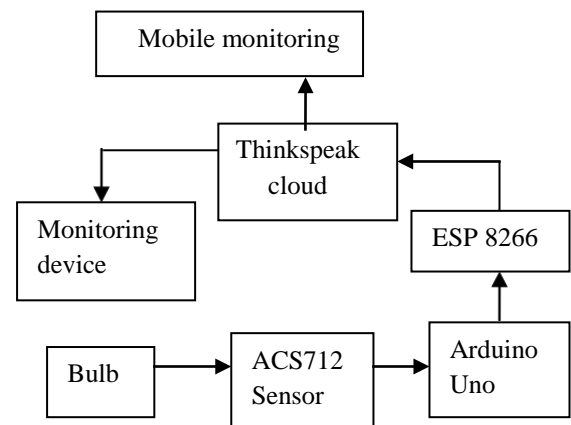 Mobile monitoring
Thinkspeak
cloud
Monitoring
device
ESP 8266
Bulb
ACS712
Sensor
Arduino
Uno